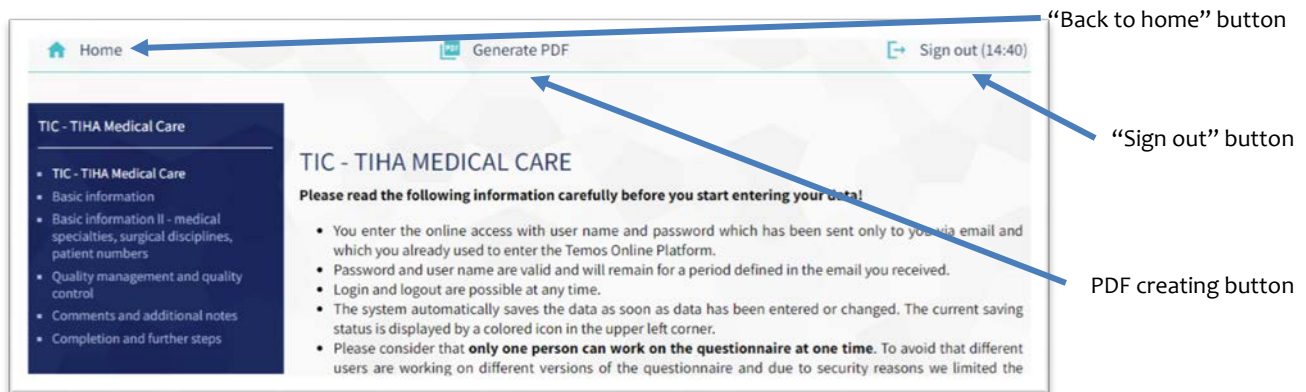 “Back to home” button
Home
PDF
Generate PDF
Sign out (14:40)
“Sign out” button
PDF creating button
TIC - TIHA Medical Care
TIC - TIHA Medical Care
Basic information
Basic information II - medical
specialties, surgical disciplines,
patient numbers
Quality management and quality
control
Comments and additional notes
Completion and further steps
TIC - TIHA MEDICAL CARE
Please read the following information carefully before you start entering your data!
• You enter the online access with user name and password which has been sent only to you via email and
which you already used to enter the Temos Online Platform.
• Password and user name are valid and will remain for a period defined in the email you received.
• Login and logout are possible at any time.
• The system automatically saves the data as soon as data has been entered or changed. The current saving
status is displayed by a colored icon in the upper left corner.
• Please consider that only one person can work on the questionnaire at one time. To avoid that different
users are working on different versions of the questionnaire and due to security reasons we limited the